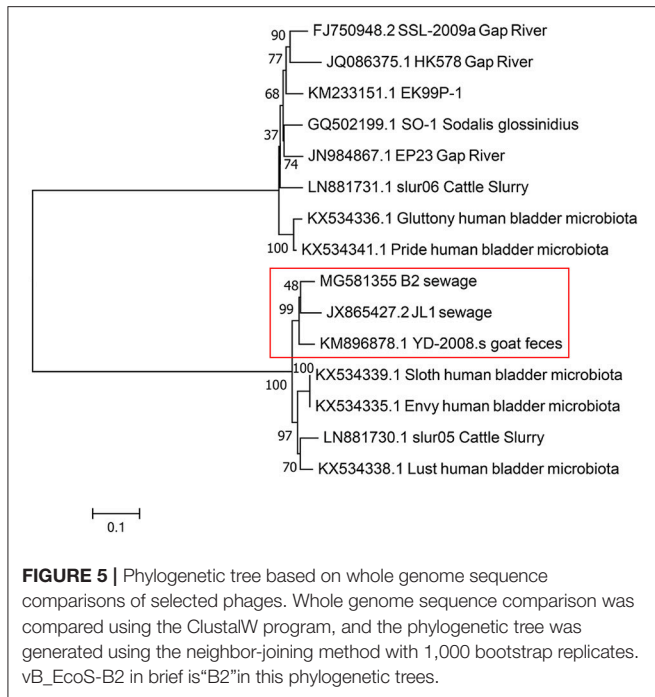 90
FJ750948.2 SSL-2009a Gap River
77
JQ086375.1 HK578 Gap River
68
KM233151.1 EK99P-1
GQ502199.1 SO-1 Sodalis glossinidius
37
JN984867.1 EP23 Gap River
74
LN881731.1 slur06 Cattle Slurry
KX534336.1 Gluttony human bladder microbiota
100
KX534341.1 Pride human bladder microbiota
48
MG581355 B2 sewage
99
JX865427.2 JL1 sewage
KM896878.1 YD-2008.s goat feces
100
KX534339.1 Sloth human bladder microbiota
100
KX534335.1 Envy human bladder microbiota
97
LN881730.1 slur05 Cattle Slurry
70
KX534338.1 Lust human bladder microbiota
0.1
FIGURE 5 | Phylogenetic tree based on whole genome sequence
comparisons of selected phages. Whole genome sequence comparison was
compared using the ClustalW program, and the phylogenetic tree was
generated using the neighbor-joining method with 1,000 bootstrap replicates.
vB_EcoS-B2 in brief is“B2”in this phylogenetic trees.